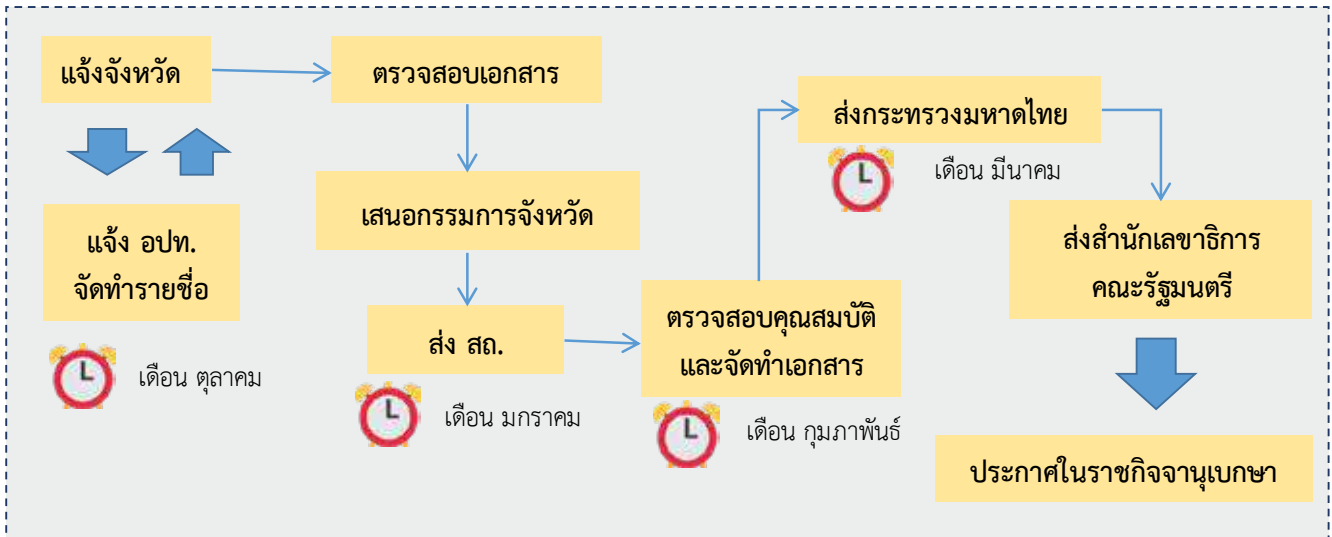 แจ้งจังหวัด
ตรวจสอบเอกสาร
ส่งกระทรวงมหาดไทย
เดือน มีนาคม
แจ้ง อปท.
จัดทำรายชื่อ
เดือน ตุลาคม
เสนอกรรมการจังหวัด
ส่ง สถ.
เดือน มกราคม
ตรวจสอบคุณสมบัติ
และจัดทำเอกสาร
เดือน กุมภาพันธ์
ส่งสำนักเลขาธิการ
คณะรัฐมนตรี
ประกาศในราชกิจจานุเบกษา